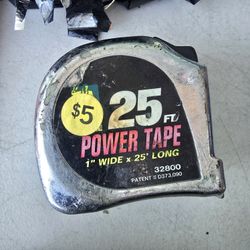 $5
25 FT/
POWER TAPE
1" WIDE x 25' LONG
32800
PATENT # D373,090